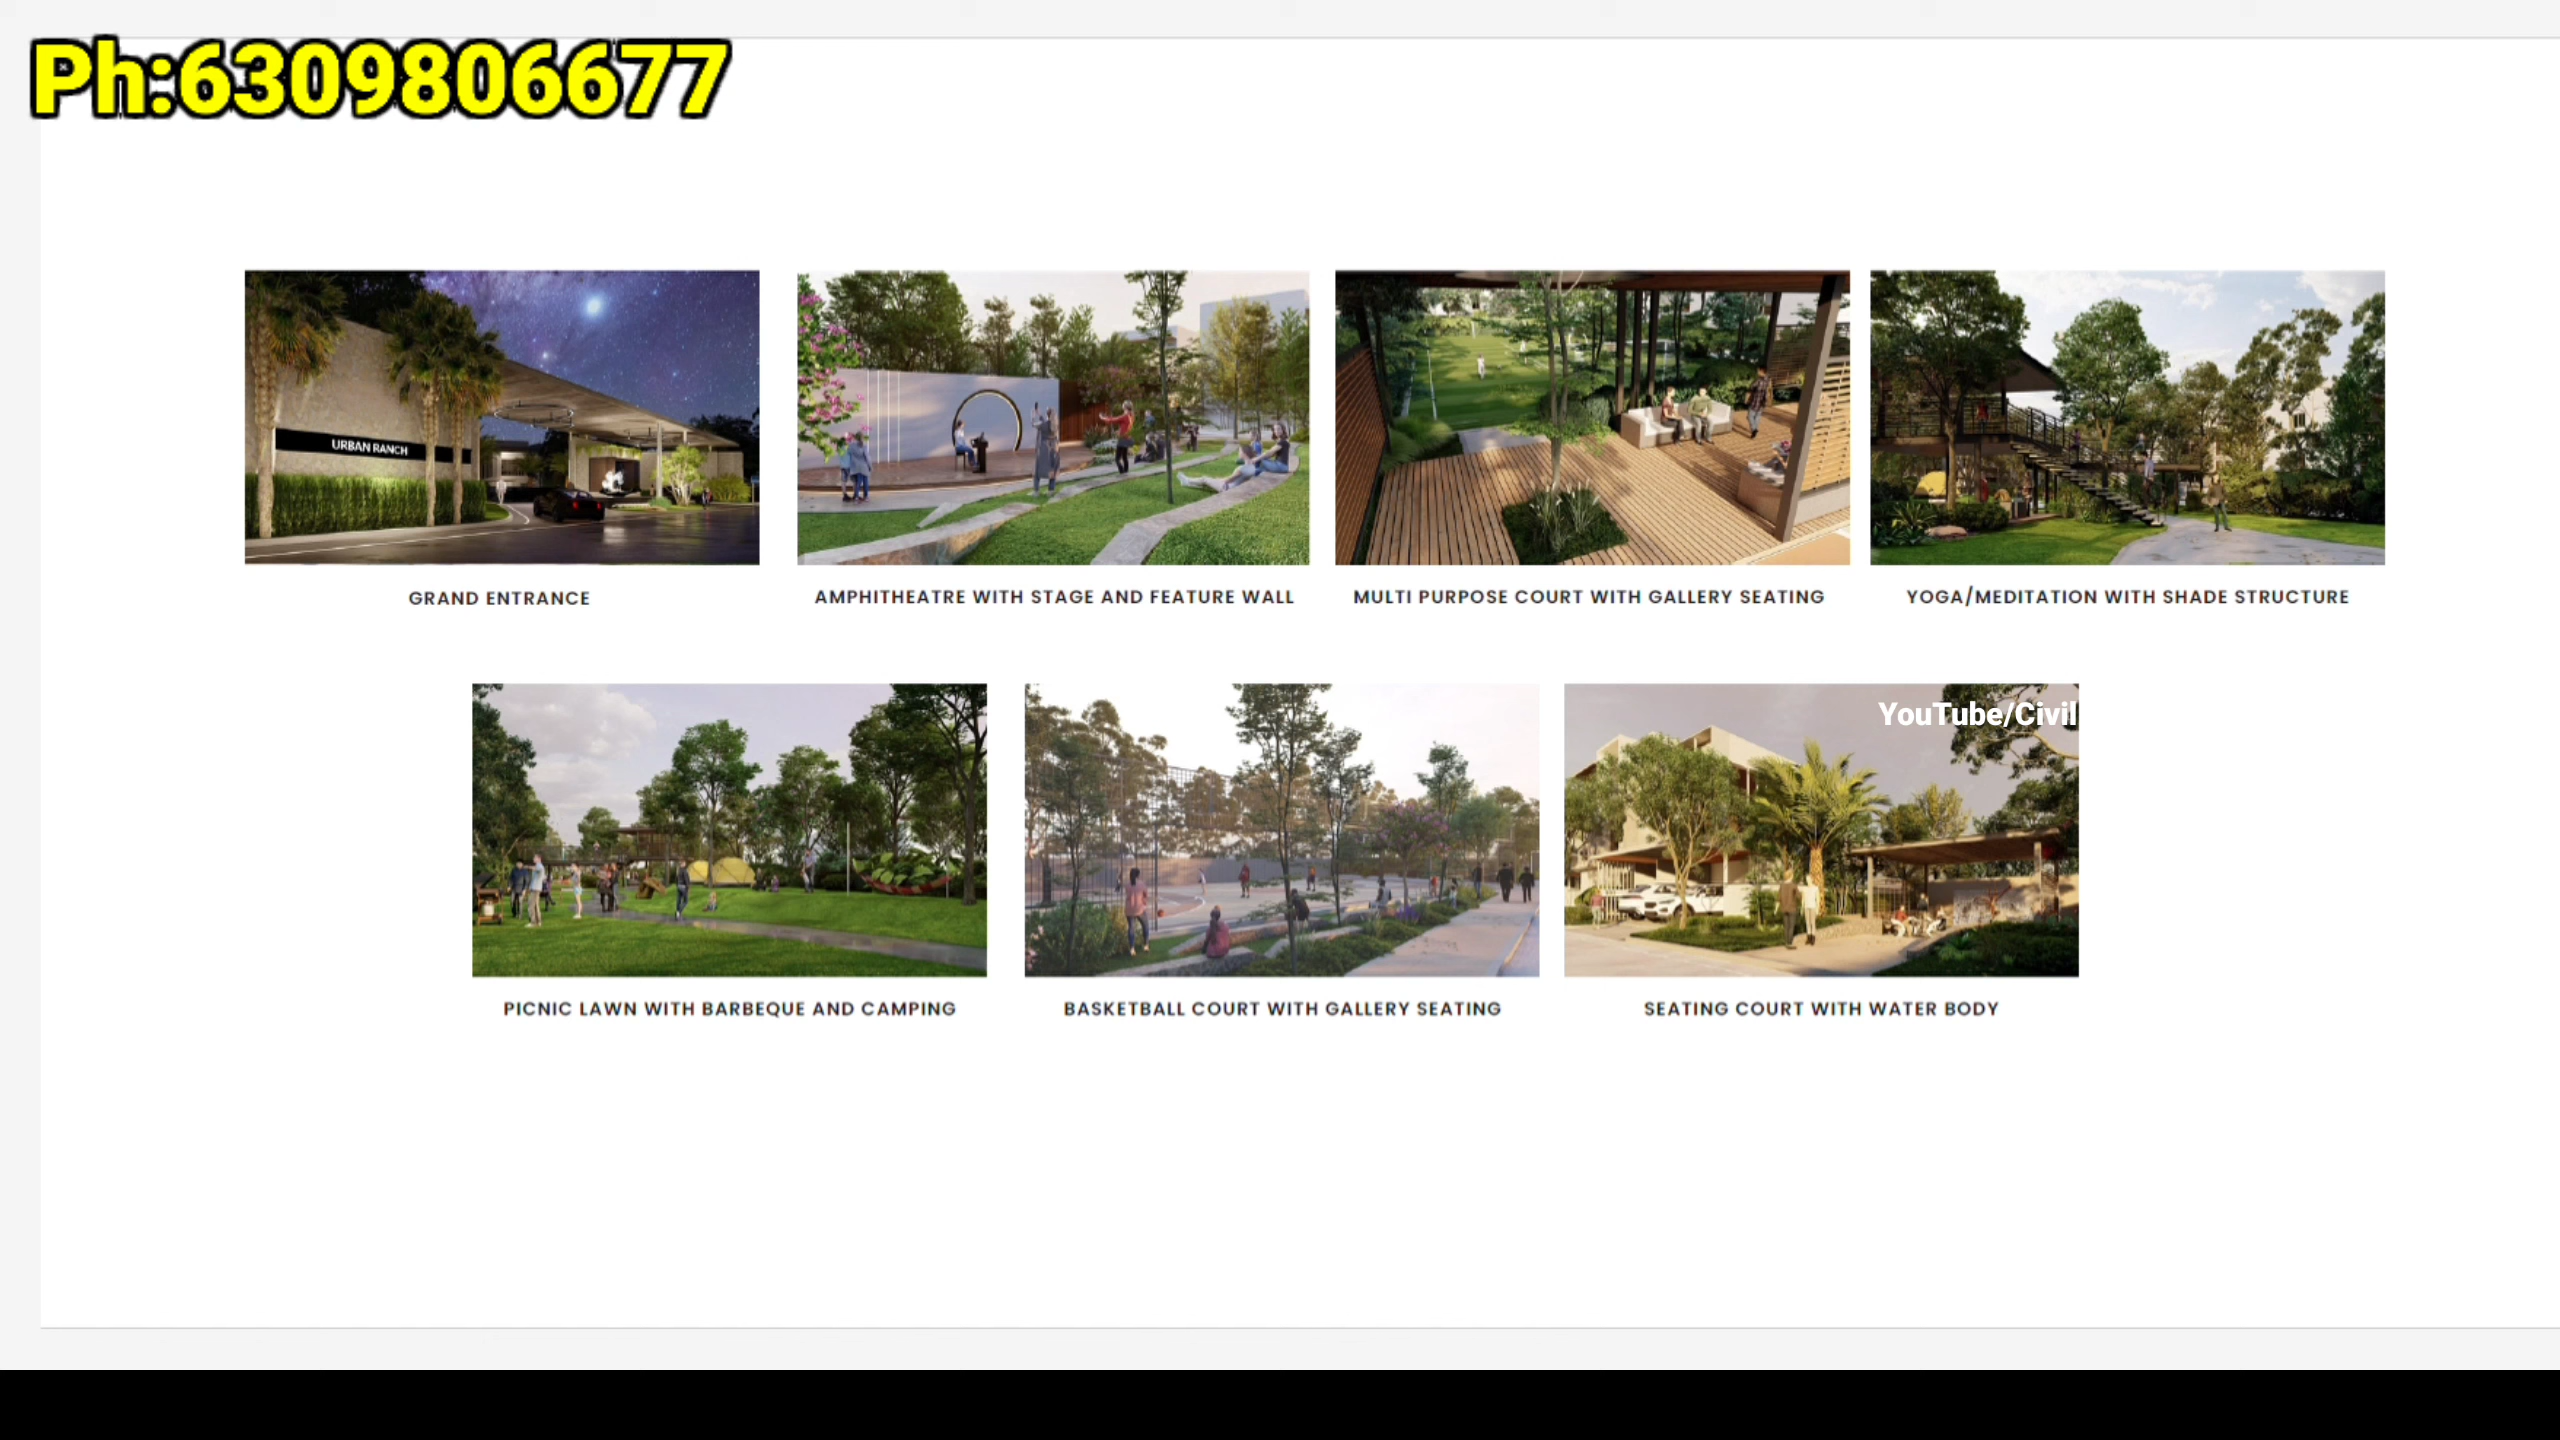 Ph:6309806677
URBAN RANCH
GRAND ENTRANCE
AMPHITHEATRE WITH STAGE AND FEATURE WALL
MULTI PURPOSE COURT WITH GALLERY SEATING
YOGA/MEDITATION WITH SHADE STRUCTURE
YouTube/Civil
PICNIC LAWN WITH BARBEQUE AND CAMPING
BASKETBALL COURT WITH GALLERY SEATING
SEATING COURT WITH WATER BODY